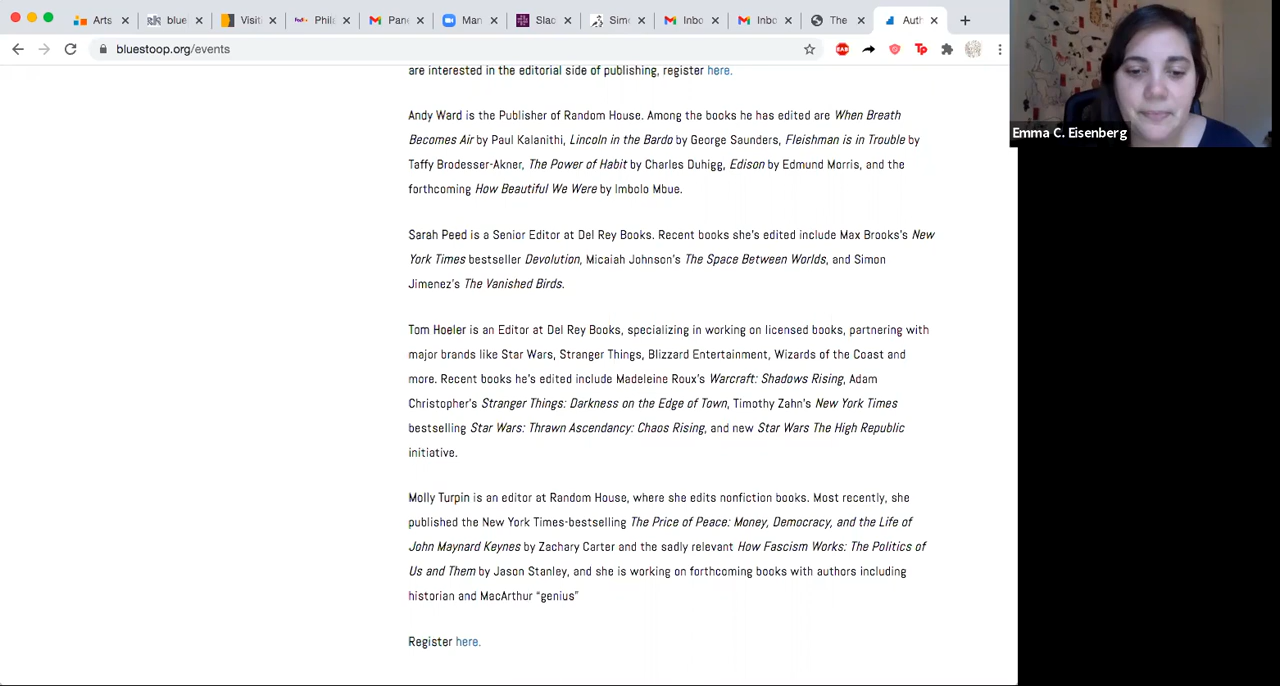 Arts
blue
Visit
Phila
Pane
Man
Slac
Sime
Inbo
Inbo
The
Auth
bluestoop.org/events
are interested in the editorial side of publishing, register here.
Andy Ward is the Publisher of Random House. Among the books he has edited are When Breath
Becomes Air by Paul Kalanithi, Lincoln in the Bardo by George Saunders, Fleishman is in Trouble by
Taffy Brodesser-Akner, The Power of Habit by Charles Duhigg, Edison by Edmund Morris, and the
forthcoming How Beautiful We Were by Imbolo Mbue.
Sarah Peed is a Senior Editor at Del Rey Books. Recent books she's edited include Max Brooks's New
York Times bestseller Devolution, Micaiah Johnson's The Space Between Worlds, and Simon
Jimenez's The Vanished Birds.
Tom Hoeler is an Editor at Del Rey Books, specializing in working on licensed books, partnering with
major brands like Star Wars, Stranger Things, Blizzard Entertainment, Wizards of the Coast and
more. Recent books he's edited include Madeleine Roux's Warcraft: Shadows Rising, Adam
Christopher's Stranger Things: Darkness on the Edge of Town, Timothy Zahn's New York Times
bestselling Star Wars: Thrawn Ascendancy: Chaos Rising, and new Star Wars The High Republic
initiative.
Molly Turpin is an editor at Random House, where she edits nonfiction books. Most recently, she
published the New York Times-bestselling The Price of Peace: Money, Democracy, and the Life of
John Maynard Keynes by Zachary Carter and the sadly relevant How Fascism Works: The Politics of
Us and Them by Jason Stanley, and she is working on forthcoming books with authors including
historian and MacArthur “genius”
Register here.
Emma C. Eisenberg